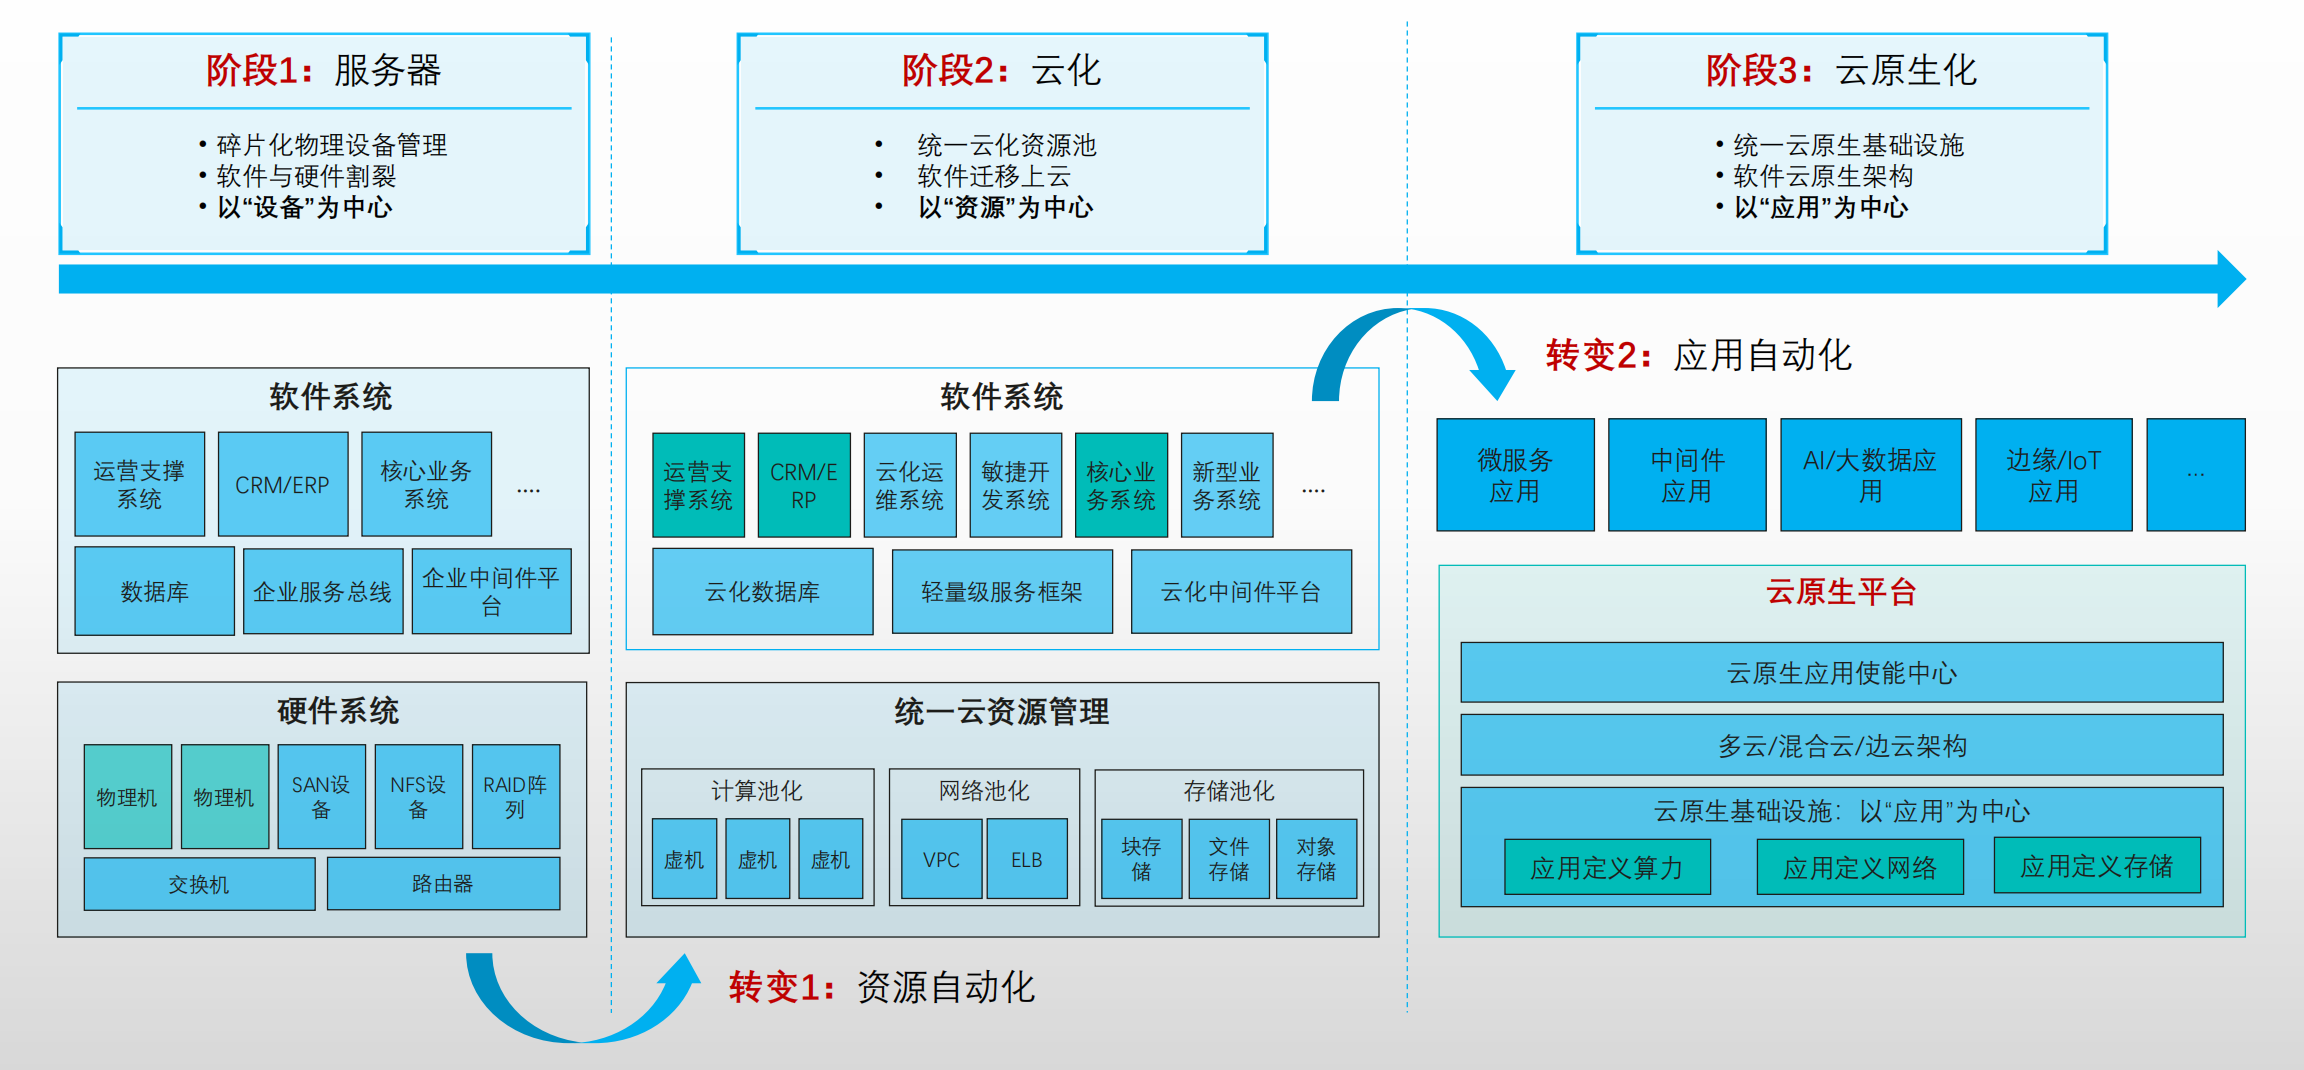 阶段1：服务器
• 碎片化物理设备管理
• 软件与硬件割裂
• 以“设备”为中心
阶段2：云化
• 统一云化资源池
• 软件迁移上云
• 以“资源”为中心
阶段3：云原生化
• 统一云原生基础设施
• 软件云原生架构
• 以“应用”为中心
软件系统
运营支撑
系统
CRM/ERP
核心业务
系统
....
数据库
企业服务总线
企业中间件平
台
硬件系统
物理机
物理机
SAN设
备
NFS设
备
RAID阵
列
交换机
路由器
转变1：资源自动化
软件系统
运营支
撑系统
CRM/E
RP
云化运
维系统
敏捷开
发系统
核心业
务系统
新型业
务系统
....
云化数据库
轻量级服务框架
云化中间件平台
统一云资源管理
计算池化
虚机
虚机
虚机
网络池化
VPC
ELB
存储池化
块存
储
文件
存储
对象
存储
转变2：应用自动化
微服务
应用
中间件
应用
AI/大数据应
用
边缘/IoT
应用
...
云原生平台
云原生应用使能中心
多云/混合云/边云架构
云原生基础设施：以“应用”为中心
应用定义算力
应用定义网络
应用定义存储